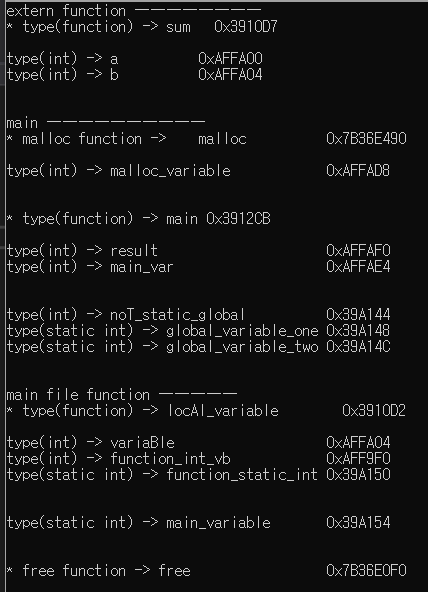 extern function ————————
* type(function) -> sum 0x3910D7
type(int) -> a 0xAFFA00
type(int) -> b 0xAFFA04
main ——————————
* malloc function -> malloc 0x7B36E490
type(int) -> malloc_variable 0xAFFAD8
* type(function) -> main 0x3912CB
type(int) -> result 0xAFFAF0
type(int) -> main_var 0xAFFAE4
type(int) -> noT_static_global 0x39A144
type(static int) -> global_variable_one 0x39A148
type(static int) -> global_variable_two 0x39A14C
main file function —————
* type(function) -> locAl_variable 0x3910D2
type(int) -> variaBle 0xAFFA04
type(int) -> function_int_vb 0xAFF9F0
type(static int) -> function_static_int 0x39A150
type(static int) -> main_variable 0x39A154
* free function -> free 0x7B36E0F0